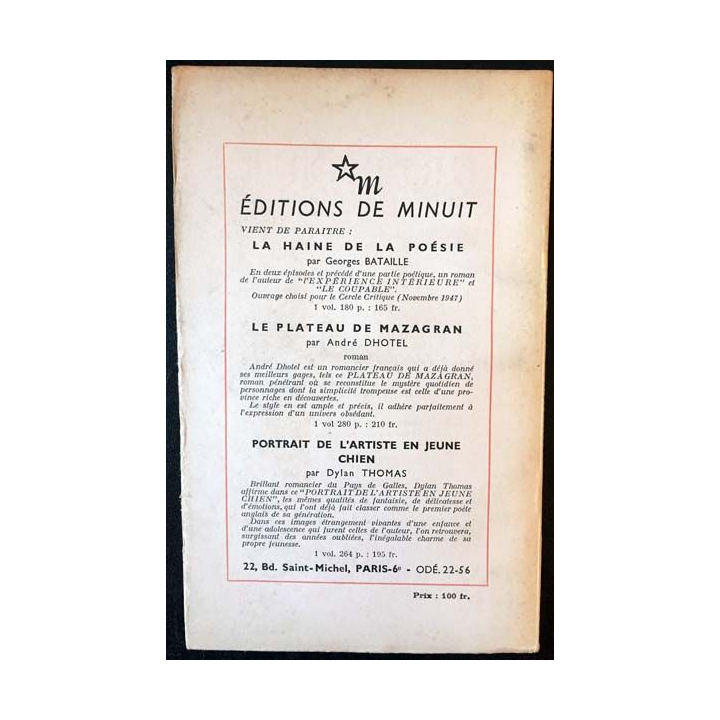 m
ÉDITIONS DE MINUIT
VIENT DE PARAITRE :
LA HAINE DE LA POÉSIE
par Georges BATAILLE
En deux épisodes et précédé d'une partie poétique, un roman
de l'auteur de "l'EXPÉRIENCE INTÉRIEURE" et
"LE COUPABLE".
Ouvrage choisi pour le Cercle Critique (Novembre 1947)
1 vol. 180 p. : 165 fr.
LE PLATEAU DE MAZAGRAN
par André DHOTEL
roman
André Dhotel est un romancier français qui a déjà donné
ses meilleurs gages, tels ce PLATEAU DE MAZAGRAN,
roman pénétrant où se reconstitue le mystère quotidien de
personnages dont la simplicité trompeuse est celle d'une pro-
vince riche en découvertes.
Le style en est ample et précis, il adhère parfaitement à
l'expression d'un univers obsédant.
1 vol 280 p. : 210 fr.
PORTRAIT DE L'ARTISTE EN JEUNE
CHIEN
par Dylan THOMAS
Brillant romancier du Pays de Galles, Dylan Thomas
affirme dans ce "PORTRAIT DE L'ARTISTE EN JEUNE
CHIEN", les mêmes qualités de fantaisie, de délicatesse et
d'émotions, qui l'ont déjà fait classer comme le premier poète
anglais de sa génération.
Dans ces images étrangement vivantes d'une enfance et
d'une adolescence qui furent celles de l'auteur, l'on retrouvera,
surgissant des années oubliées, l'inégalable charme de sa
propre jeunesse.
1 vol. 264 p. : 195 fr.
22, Bd. Saint-Michel, PARIS-6e - ODÉ. 22-56
Prix : 100 fr.